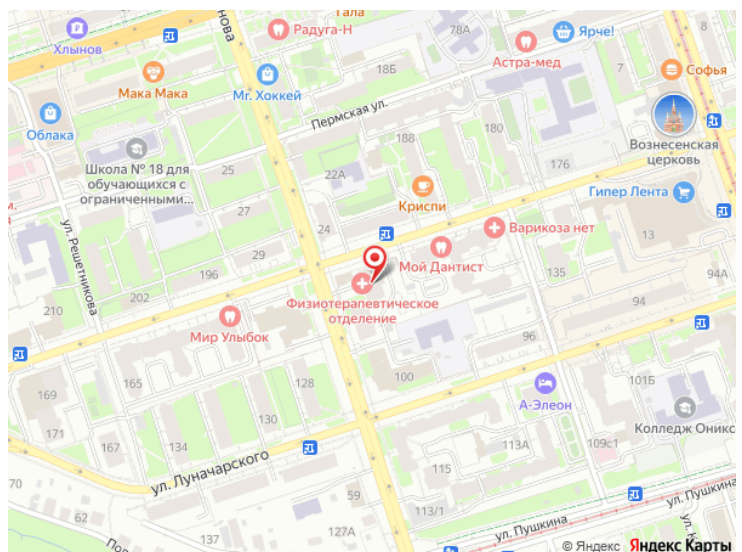 Хлынов
нова
Гала
Радуга-Н
78А
Ярче!
7
8
18Б
Астра-мед
Софья
Мака Мака
Mr. Хоккей
Облака
Пермская ул.
188
180
Вознесенская
церковь
Школа № 18 для
обучающихся с
ограниченными...
25
22А
176
Криспи
Гипер Лента
27
24
Варикоза нет
13
ул. Решетникова
29
196
Мой Дантист
135
202
Физиотерапевтическое
отделение
94А
94
210
Мир Улыбок
96
165
128
100
101Б
169
А-Элеон
130
Колледж Оникс
171
167
134
113А
109с1
ул. Луначарского
115
70
59
62
113/1
ул. Пушкина
137
127А
ул. Пушкина
© Яндекс Яндекс Карты